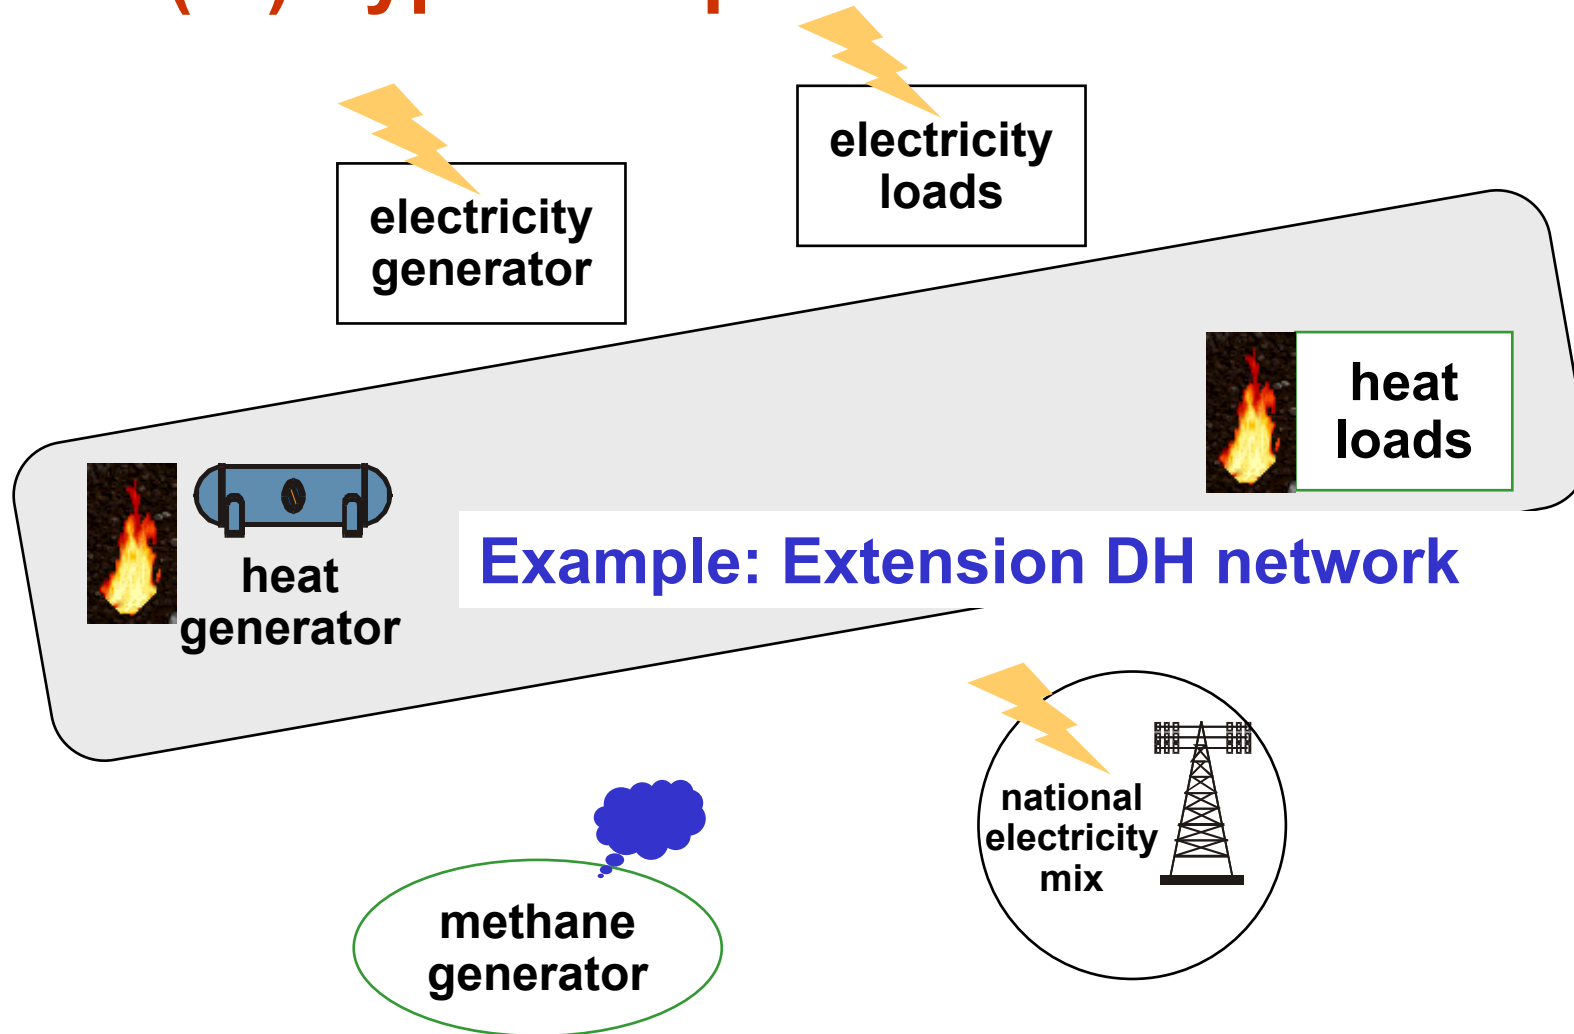 electricity
loads
electricity
generator
heat
loads
Example: Extension DH network
heat
generator
national
electricity
mix
methane
generator